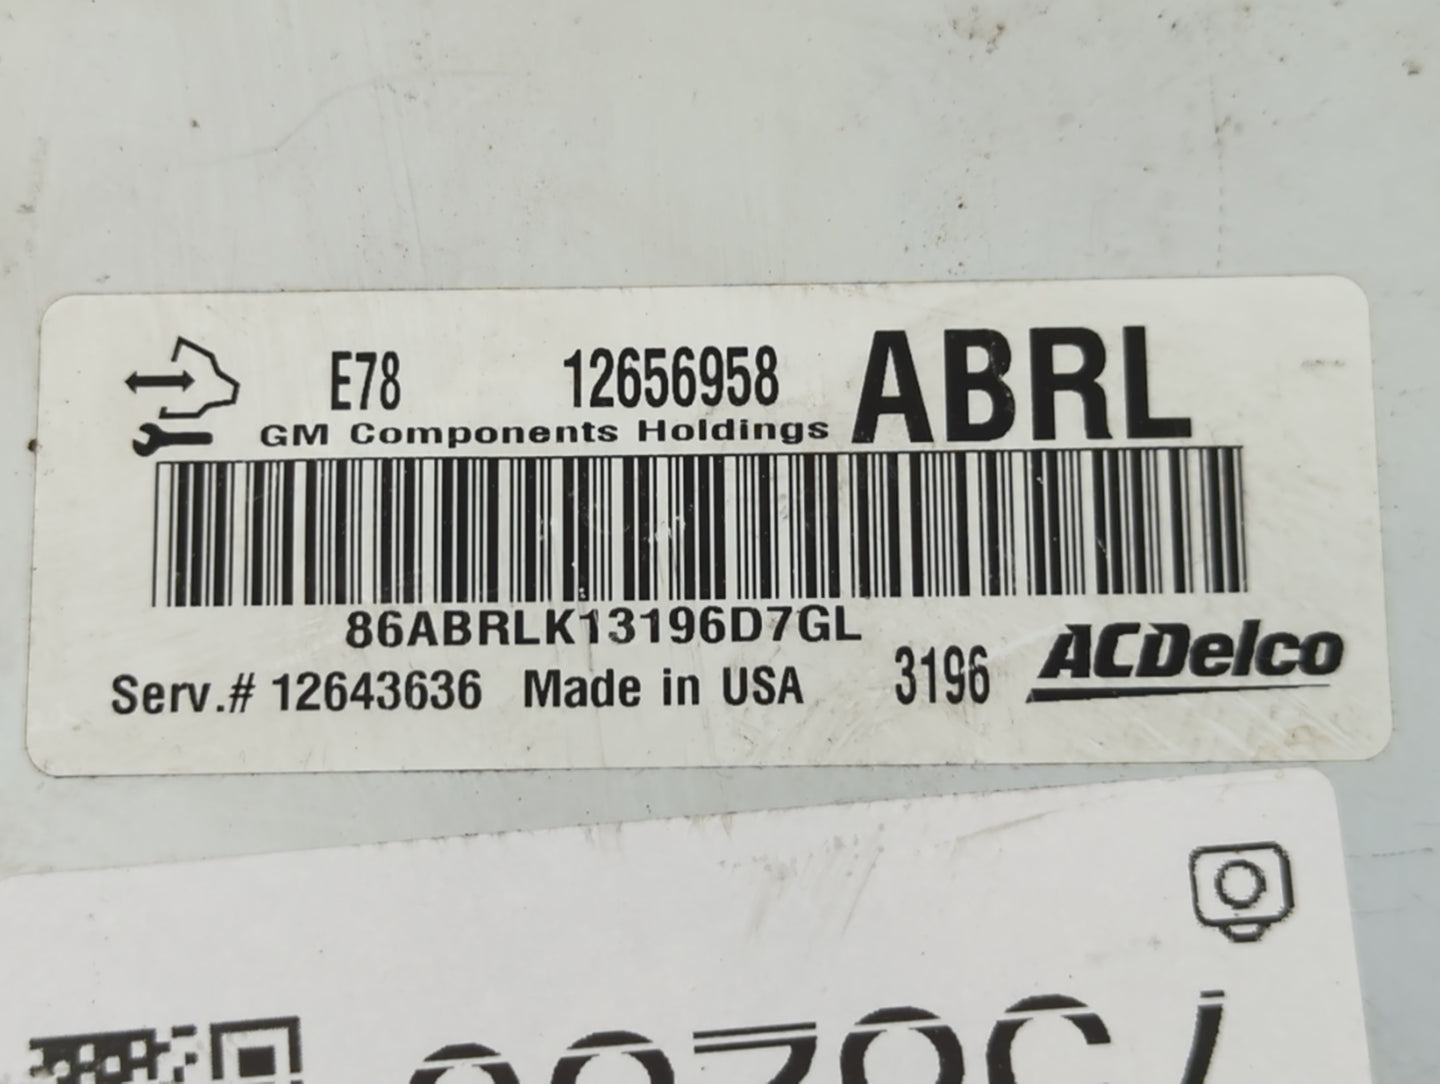 E78 12656958 ABRL
GM Components Holdings
86ABRLK13196D7GL
Serv.# 12643636 Made in USA 3196 ACDelco